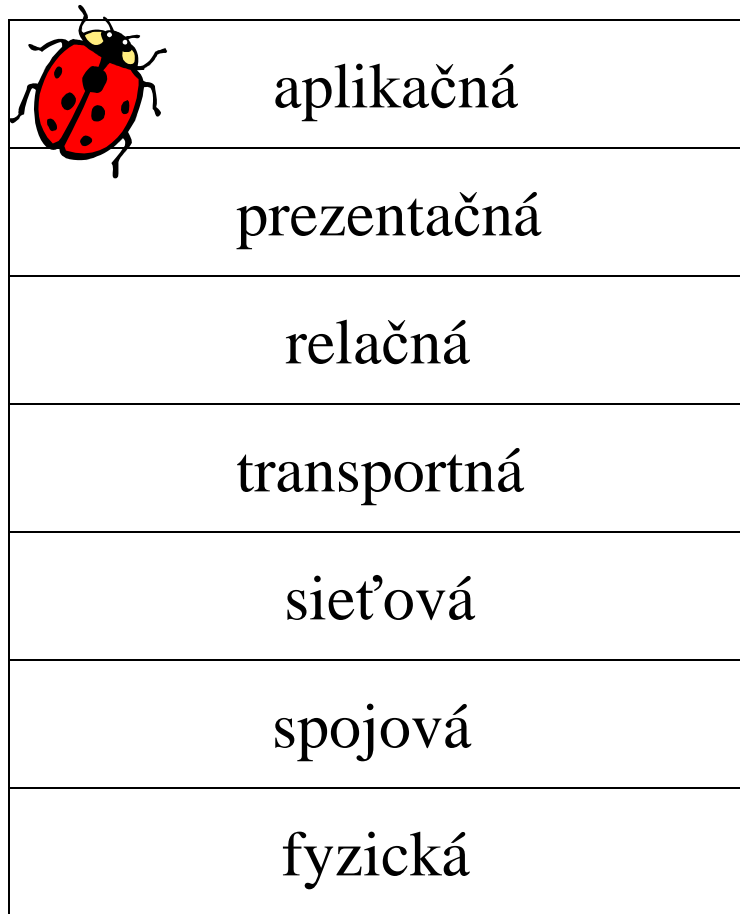 aplikačná
prezentačná
relačná
transportná
sieťová
spojová
fyzická